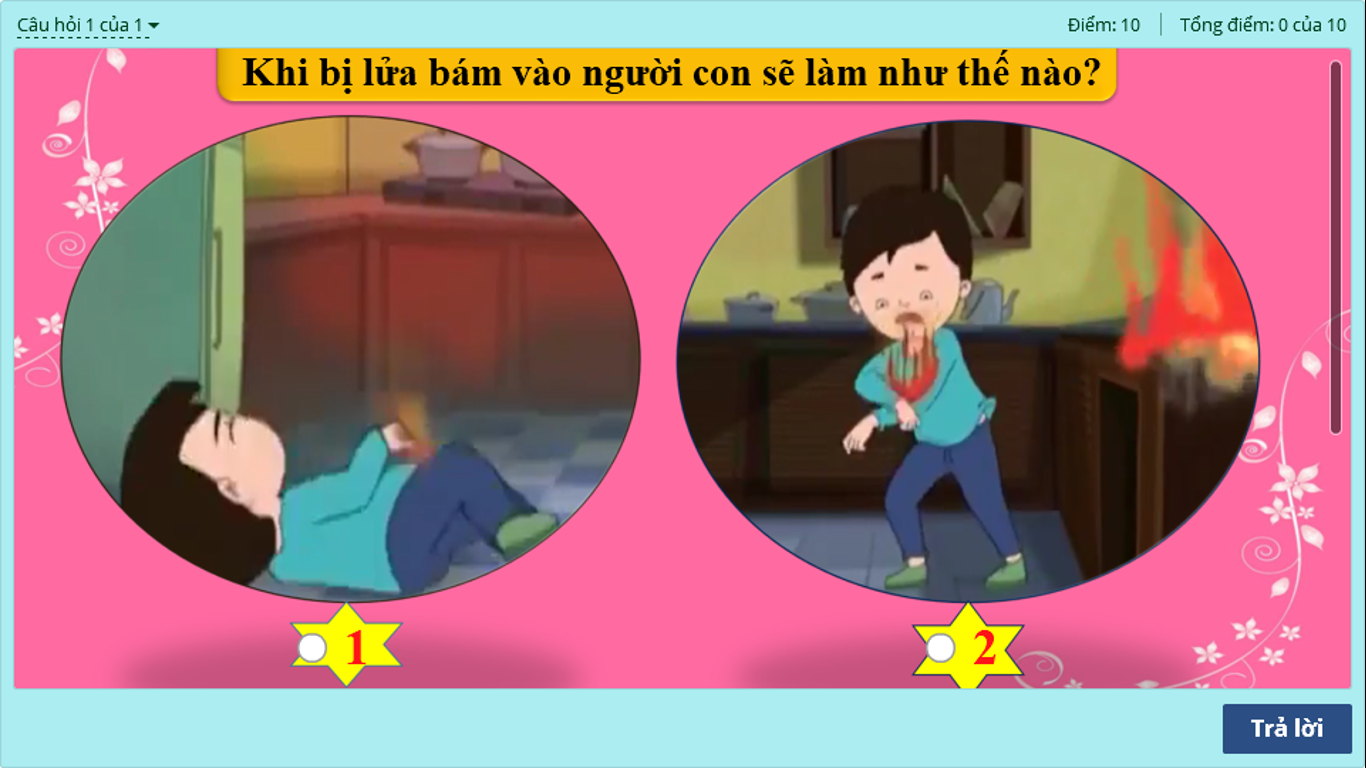 Câu hỏi 1 của 1
Điểm: 10
Tổng điểm: 0 của 10
Khi bị lửa bám vào người con sẽ làm như thế nào?
1
2
Trả lời